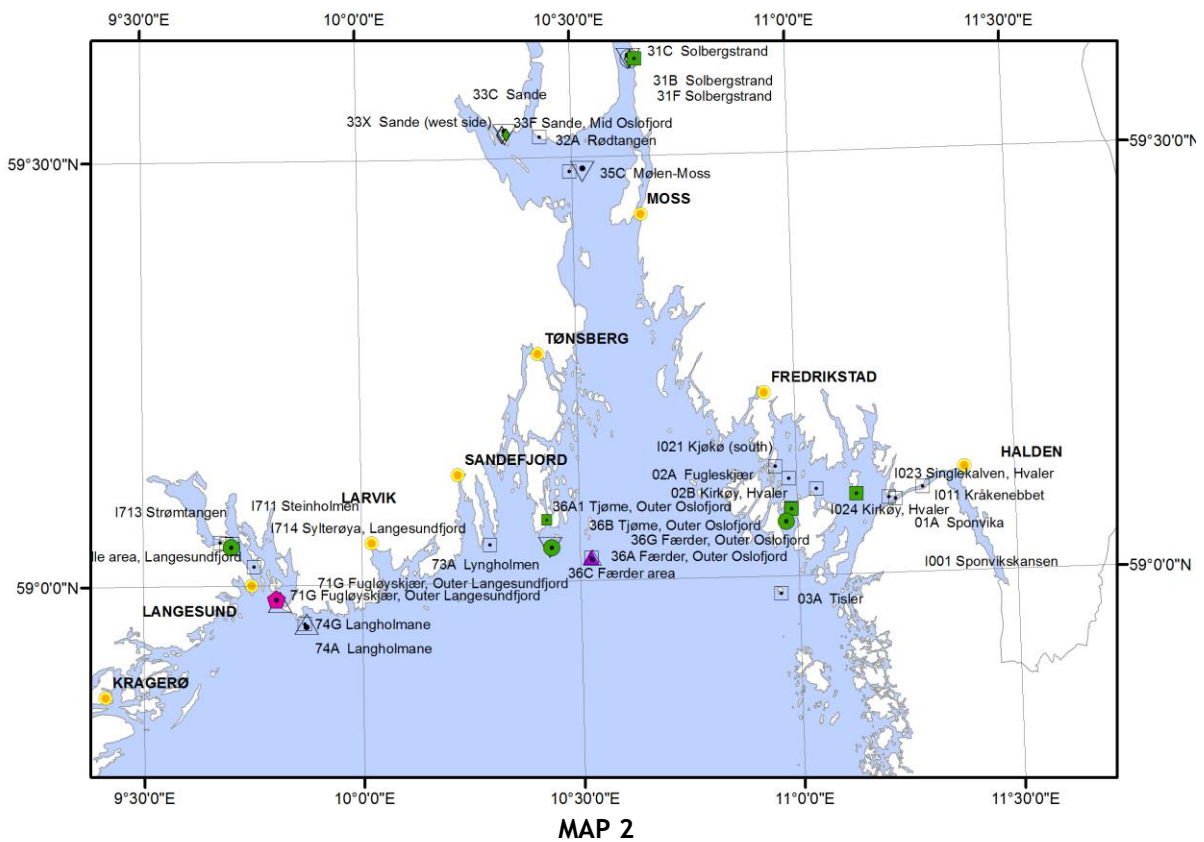 9°30'0"E
10°00'0"E
10°30'0"E
11°00'0"E
11°30'0"E
31C Solbergstrand
31B Solbergstrand
33C Sande
31F Solbergstrand
33X Sande (west side)
33F Sande, Mid Oslofjord
32A Rødtangen
59°30'0"N
59°30'0"N
35C Mølen-Moss
MOSS
TØNSBERG
FREDRIKSTAD
I021 Kjøkø (south)
HALDEN
SANDEFJORD
02A Fugleskjær
I023 Singlekalven, Hvaler
02B Kirkøy, Hvaler
I011 Kråkenebbet
LARVIK
I711 Steinholmen
36A1 Tjøme, Outer Oslofjord
I024 Kirkøy, Hvaler
I713 Strømtangen
I714 Sylterøya, Langesundfjord
36B Tjøme, Outer Oslofjord
01A Sponvika
36G Færder, Outer Oslofjord
lle area, Langesundfjord
73A Lyngholmen
36A Færder, Outer Oslofjord
I001 Sponvikskansen
36C Færder area
59°0'0"N
59°0'0"N
71G Fugløyskjær, Outer Langesundfjord
71G Fugløyskjær, Outer Langesundfjord
03A Tisler
LANGESUND
74G Langholmane
74A Langholmane
KRAGERØ
9°30'0"E
10°00'0"E
10°30'0"E
11°00'0"E
11°30'0"E
MAP 2